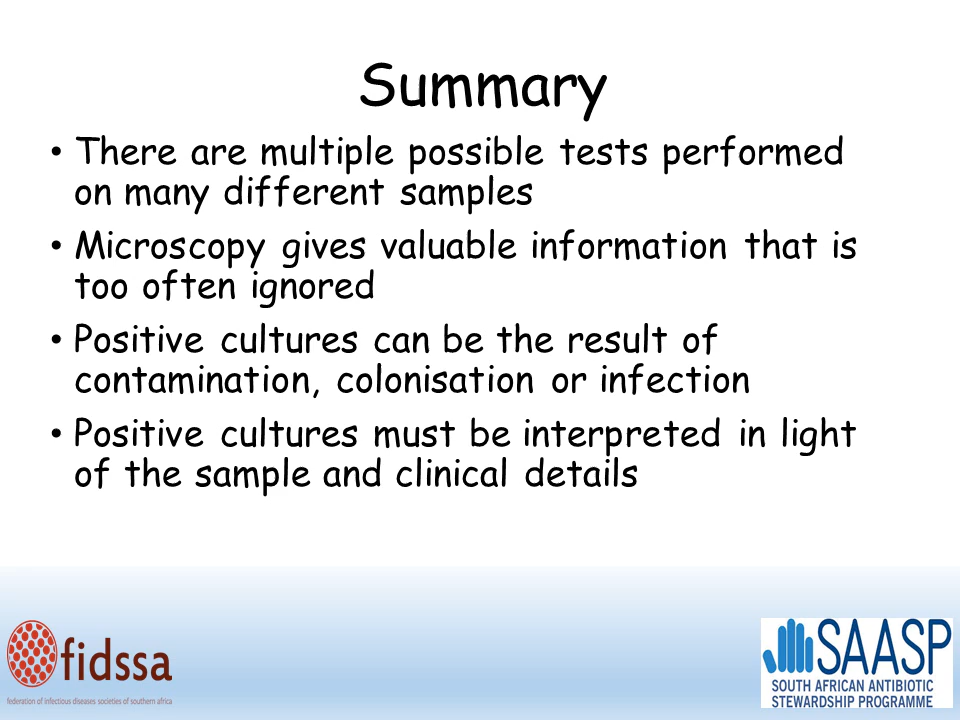 Summary
• There are multiple possible tests performed
on many different samples
• Microscopy gives valuable information that is
too often ignored
• Positive cultures can be the result of
contamination, colonisation or infection
• Positive cultures must be interpreted in light
of the sample and clinical details
fidssa
federation of infectious diseases societies of southern africa
SAASP
SOUTH AFRICAN ANTIBIOTIC
STEWARDSHIP PROGRAMME